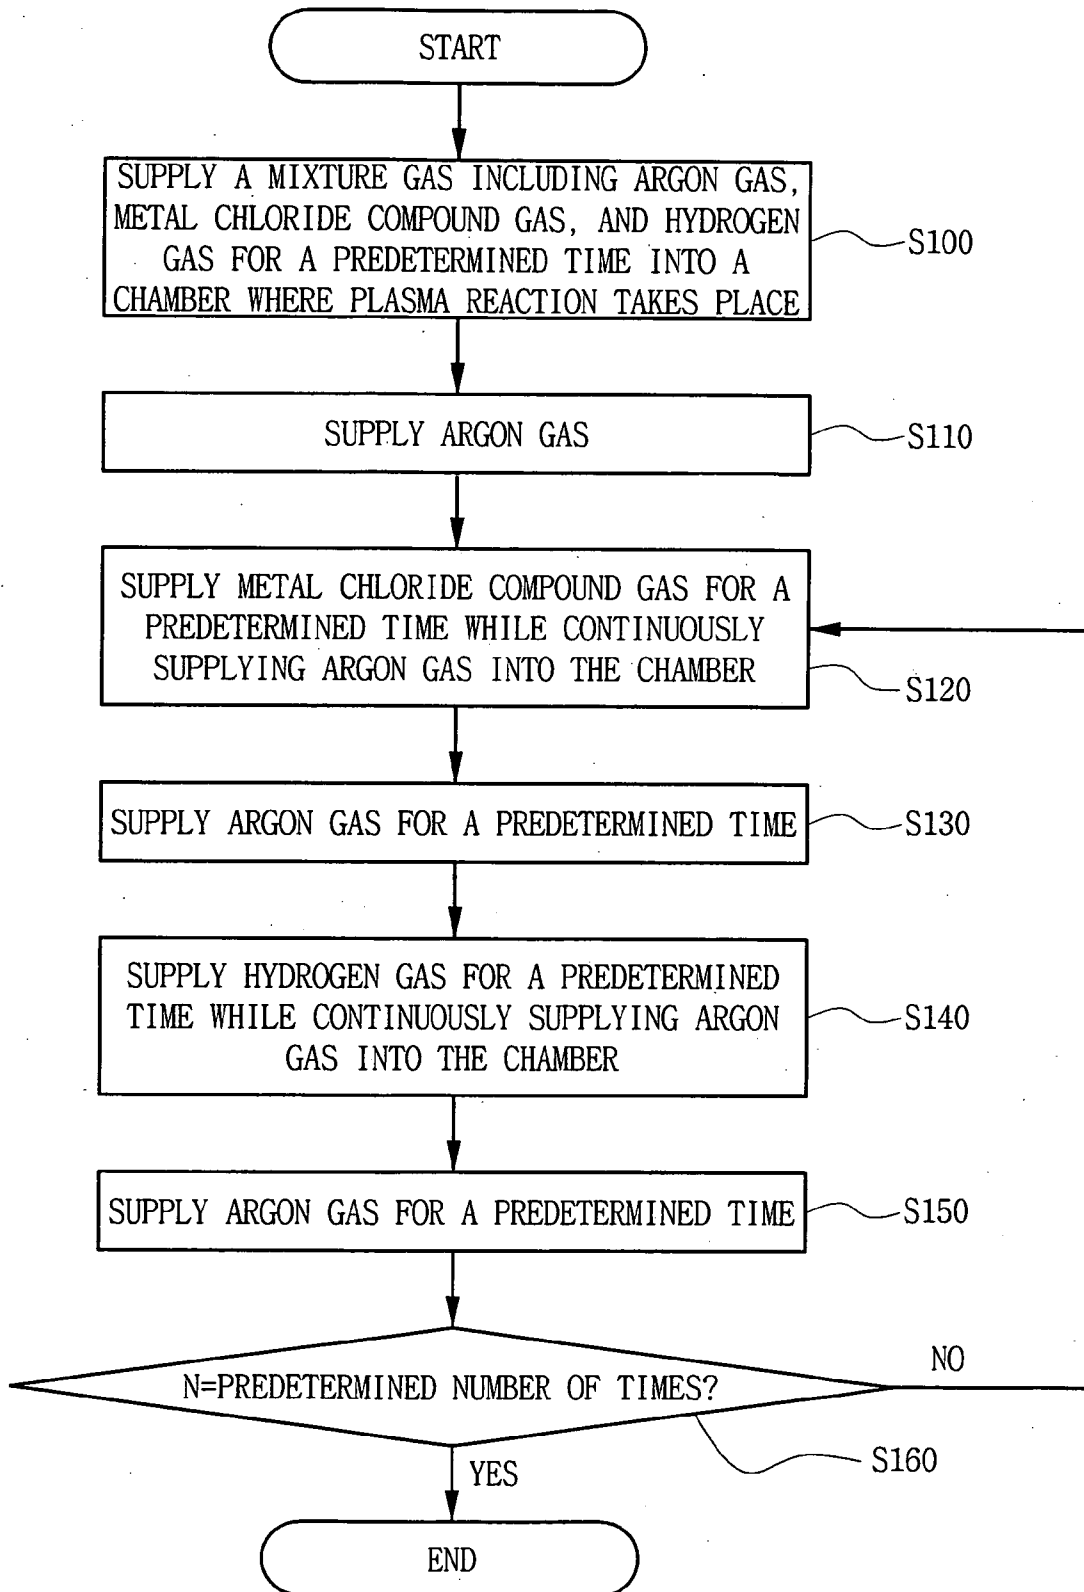 START
SUPPLY A MIXTURE GAS INCLUDING ARGON GAS,
METAL CHLORIDE COMPOUND GAS, AND HYDROGEN
GAS FOR A PREDETERMINED TIME INTO A
CHAMBER WHERE PLASMA REACTION TAKES PLACE
S100
SUPPLY ARGON GAS
S110
SUPPLY METAL CHLORIDE COMPOUND GAS FOR A
PREDETERMINED TIME WHILE CONTINUOUSLY
SUPPLYING ARGON GAS INTO THE CHAMBER
S120
SUPPLY ARGON GAS FOR A PREDETERMINED TIME
S130
SUPPLY HYDROGEN GAS FOR A PREDETERMINED
TIME WHILE CONTINUOUSLY SUPPLYING ARGON
GAS INTO THE CHAMBER
S140
SUPPLY ARGON GAS FOR A PREDETERMINED TIME
S150
N=PREDETERMINED NUMBER OF TIMES?
NO
S160
YES
END